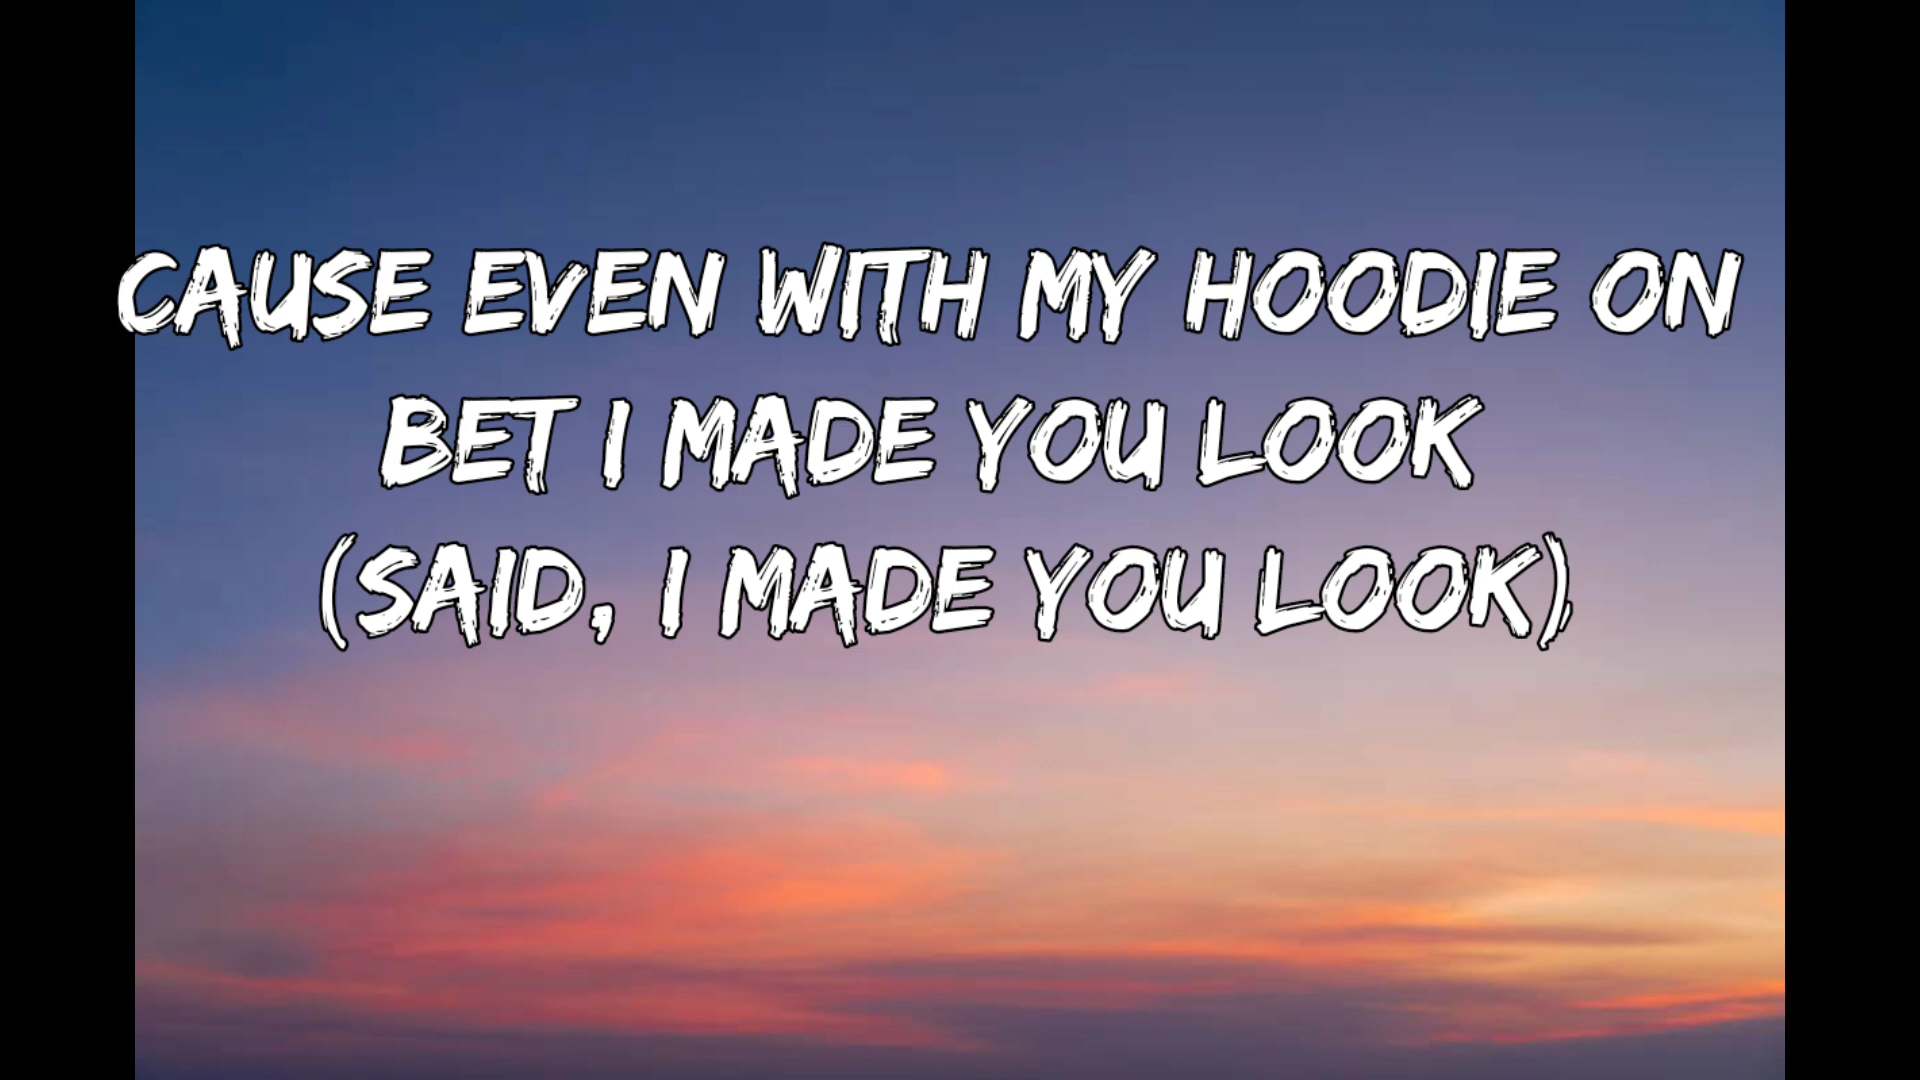 CAUSE EVEN WITH MY HOODIE ON
BET I MADE YOU LOOK
(SAID, I MADE YOU LOOK)